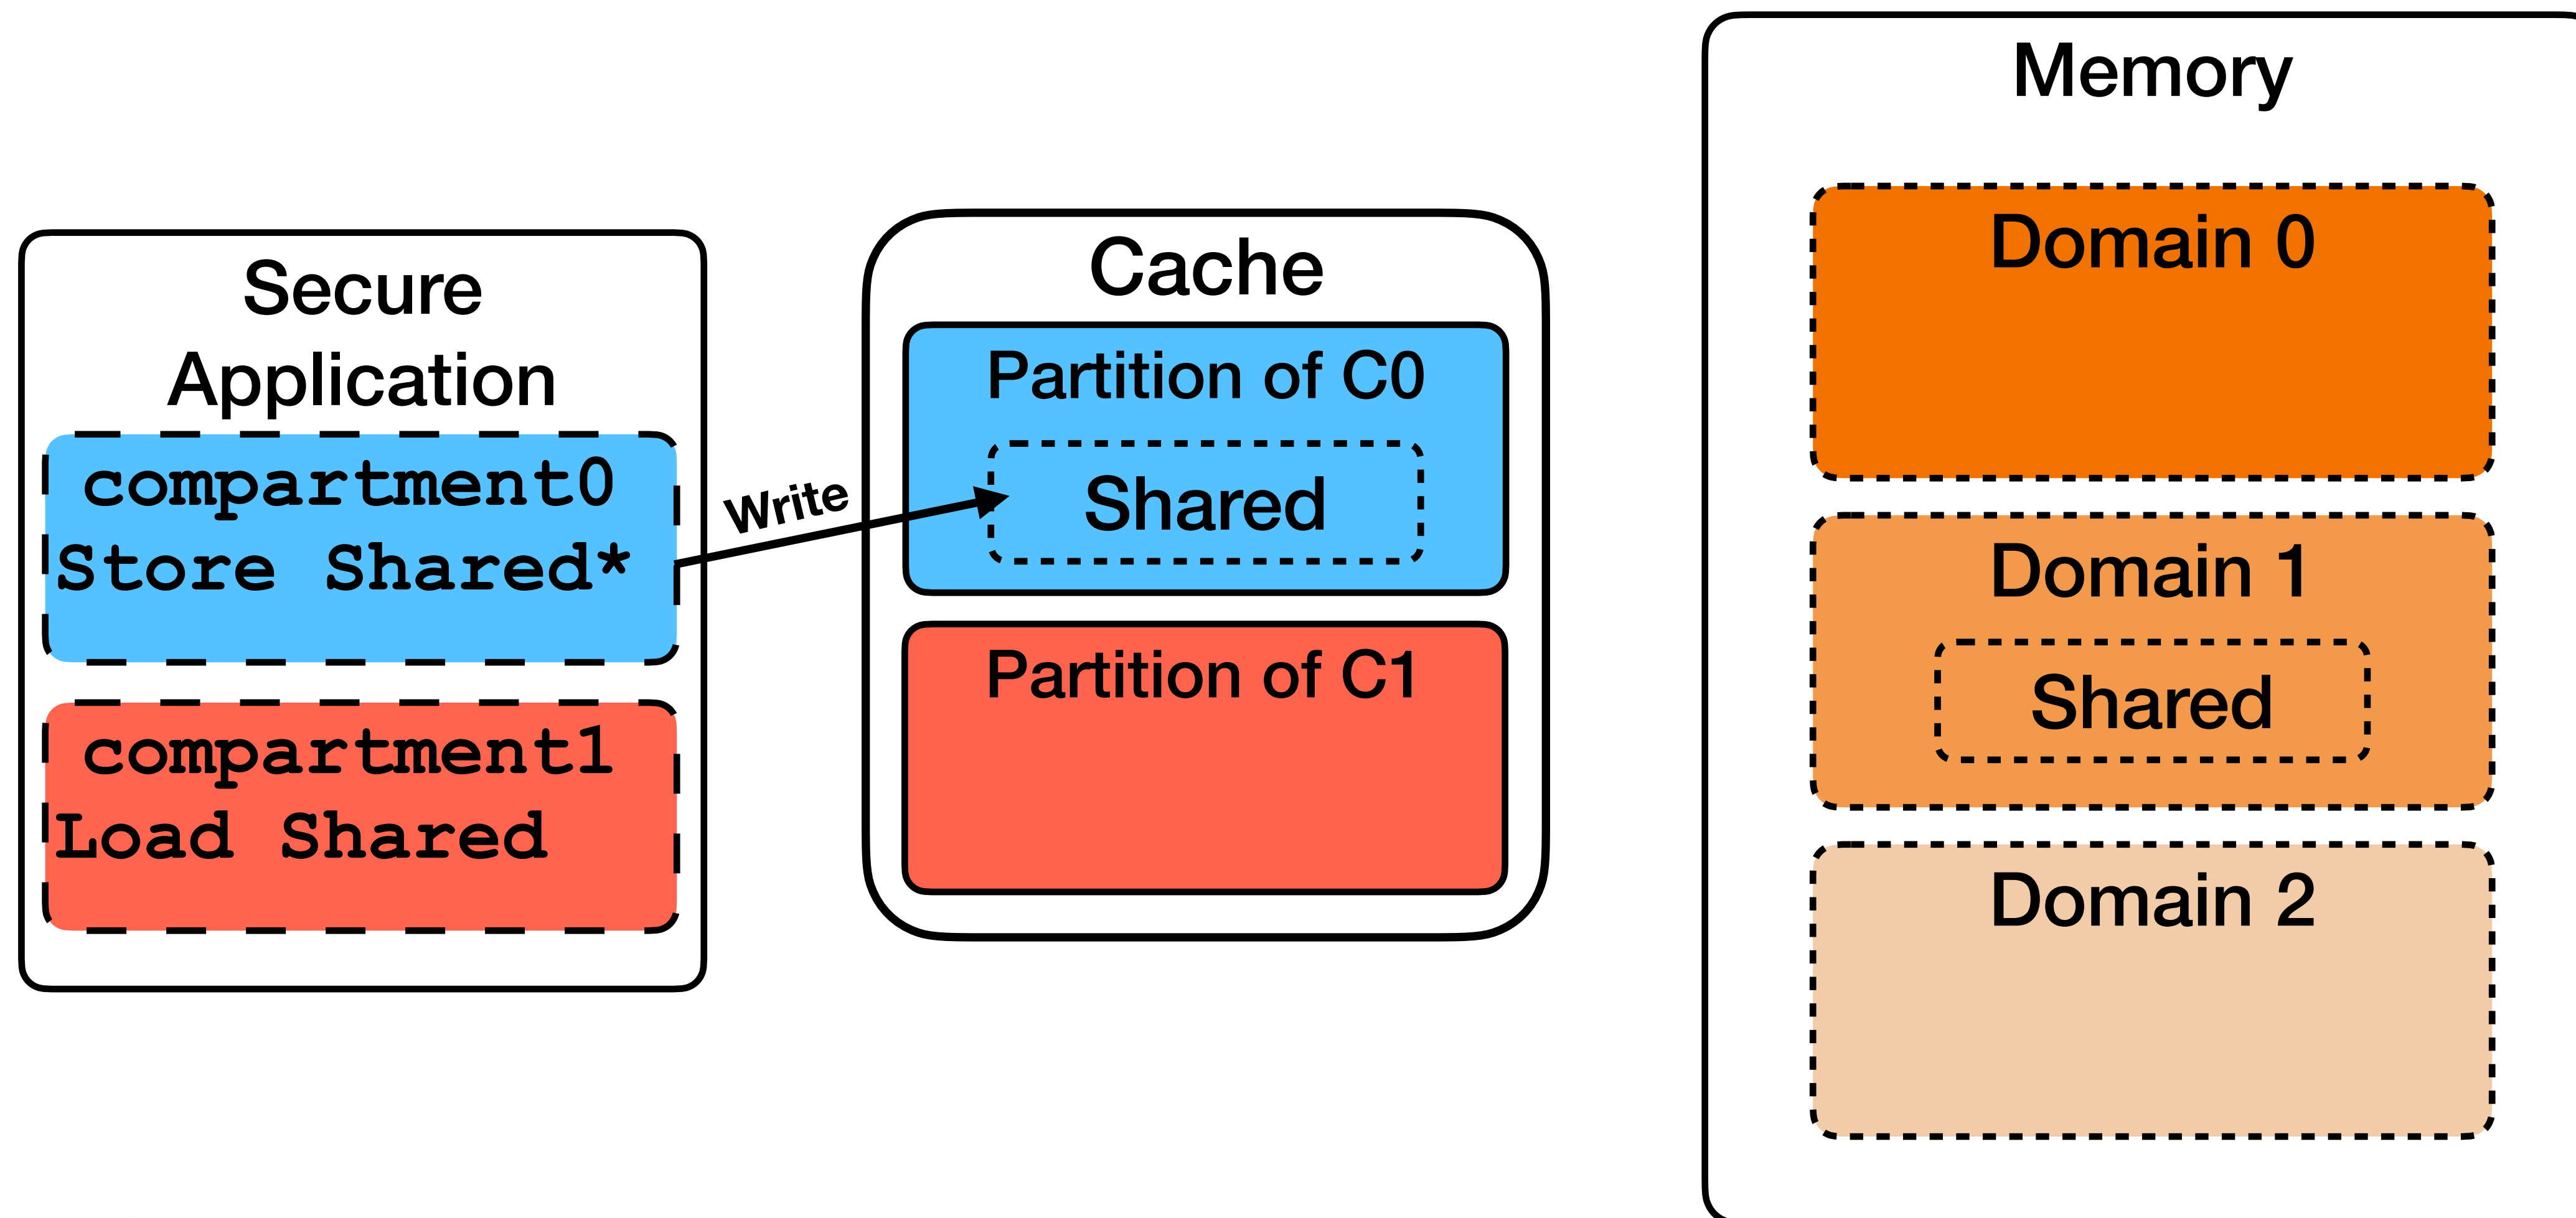 Secure
Application
compartment0
Store Shared*
compartment1
Load Shared
Write
Cache
Partition of C0
Shared
Partition of C1
Memory
Domain 0
Domain 1
Shared
Domain 2